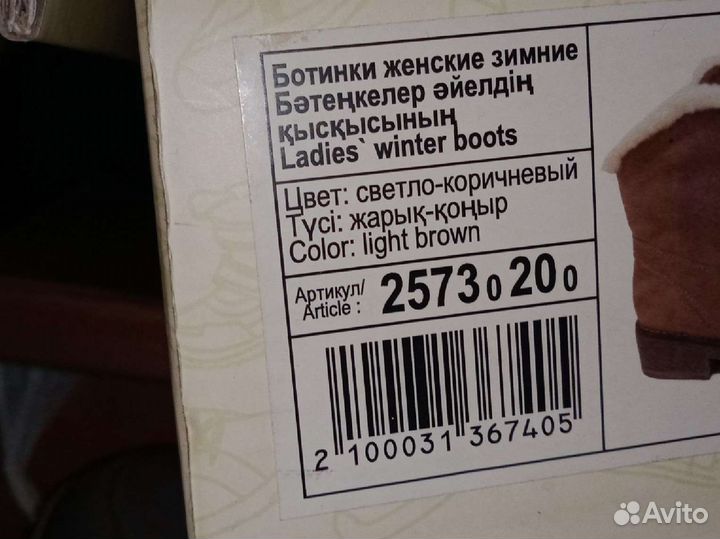 Ботинки женские зимние
Бәтеңкелер әйелдің
қысқысының
Ladies` winter boots
Цвет: светло-коричневый
Түсі: жарық-қоңыр
Color: light brown
Артикул/
Article :
2573 0 20 0
2 100031 367405
Avito